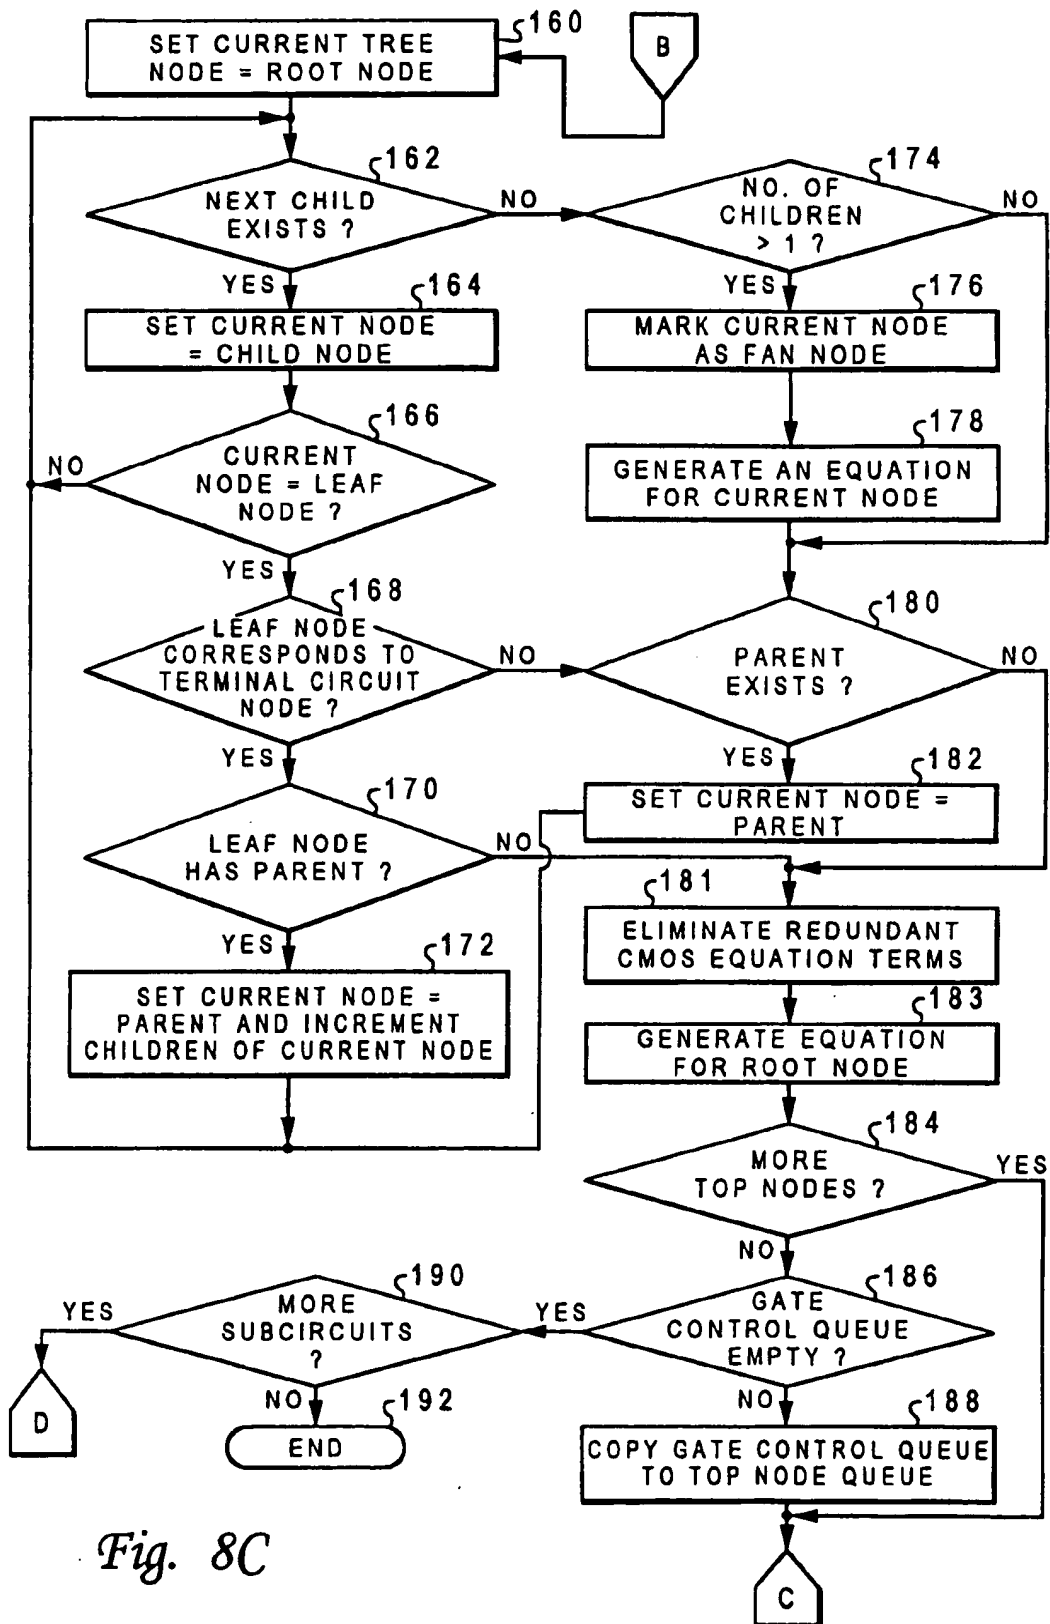 160
SET CURRENT TREE
NODE = ROOT NODE
B
162
NEXT CHILD
EXISTS ?
NO
YES
174
NO. OF
CHILDREN
> 1 ?
NO
YES
164
SET CURRENT NODE
= CHILD NODE
176
MARK CURRENT NODE
AS FAN NODE
166
CURRENT
NODE = LEAF
NODE ?
NO
YES
178
GENERATE AN EQUATION
FOR CURRENT NODE
168
LEAF NODE
CORRESPONDS TO
TERMINAL CIRCUIT
NODE ?
NO
YES
180
PARENT
EXISTS ?
NO
YES
170
LEAF NODE
HAS PARENT ?
NO
YES
182
SET CURRENT NODE =
PARENT
181
ELIMINATE REDUNDANT
CMOS EQUATION TERMS
172
SET CURRENT NODE =
PARENT AND INCREMENT
CHILDREN OF CURRENT NODE
183
GENERATE EQUATION
FOR ROOT NODE
184
MORE
TOP NODES ?
YES
NO
190
MORE
SUBCIRCUITS
?
YES
NO
186
GATE
CONTROL QUEUE
EMPTY ?
YES
NO
D
192
END
188
COPY GATE CONTROL QUEUE
TO TOP NODE QUEUE
C
Fig. 8C